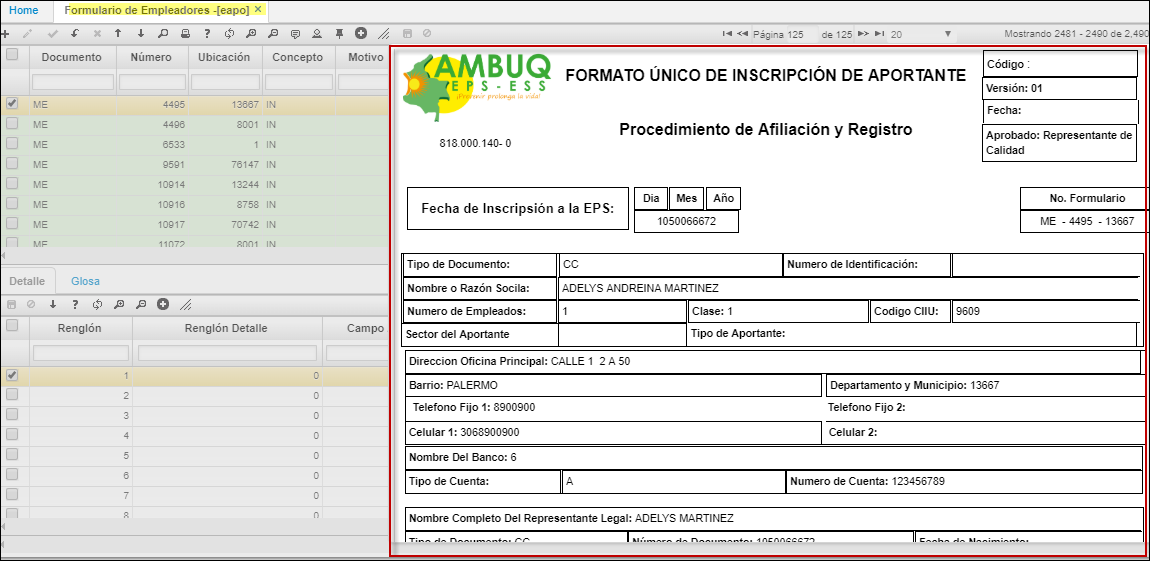 Home Formulario de Empleadores -[eapo] ×
Página 125 de 125 20 Mostrando 2481 - 2490 de 2,490
Documento Número Ubicación Concepto Motivo
ME 4495 13667 IN
ME 4496 8001 IN
ME 6533 1 IN
ME 9591 76147 IN
ME 10914 13244 IN
ME 10916 8758 IN
ME 10917 70742 IN
ME 11072 8001 IN
Detalle Glosa
Renglón Renglón Detalle Campo
1 0
2 0
3 0
4 0
5 0
6 0
7 0
8 0
AMBUQ
EPS-ESS
¡Prevenir prolonga la vida!
818.000.140- 0
FORMATO ÚNICO DE INSCRIPCIÓN DE APORTANTE
Procedimiento de Afiliación y Registro
Código :
Versión: 01
Fecha:
Aprobado: Representante de
Calidad
Fecha de Inscripsión a la EPS:
Dia Mes Año
1050066672
No. Formulario
ME - 4495 - 13667
Tipo de Documento: CC Numero de Identificación:
Nombre o Razón Socila: ADELYS ANDREINA MARTINEZ
Numero de Empleados: 1 Clase: 1 Codigo CIIU: 9609
Sector del Aportante Tipo de Aportante:
Direccion Oficina Principal: CALLE 1 2 A 50
Barrio: PALERMO Departamento y Municipio: 13667
Telefono Fijo 1: 8900900 Telefono Fijo 2:
Celular 1: 3068900900 Celular 2:
Nombre Del Banco: 6
Tipo de Cuenta: A Numero de Cuenta: 123456789
Nombre Completo Del Representante Legal: ADELYS MARTINEZ
Tipo de Documento: CC Número de Documento: 1050066672 Fecha de Nacimiento: